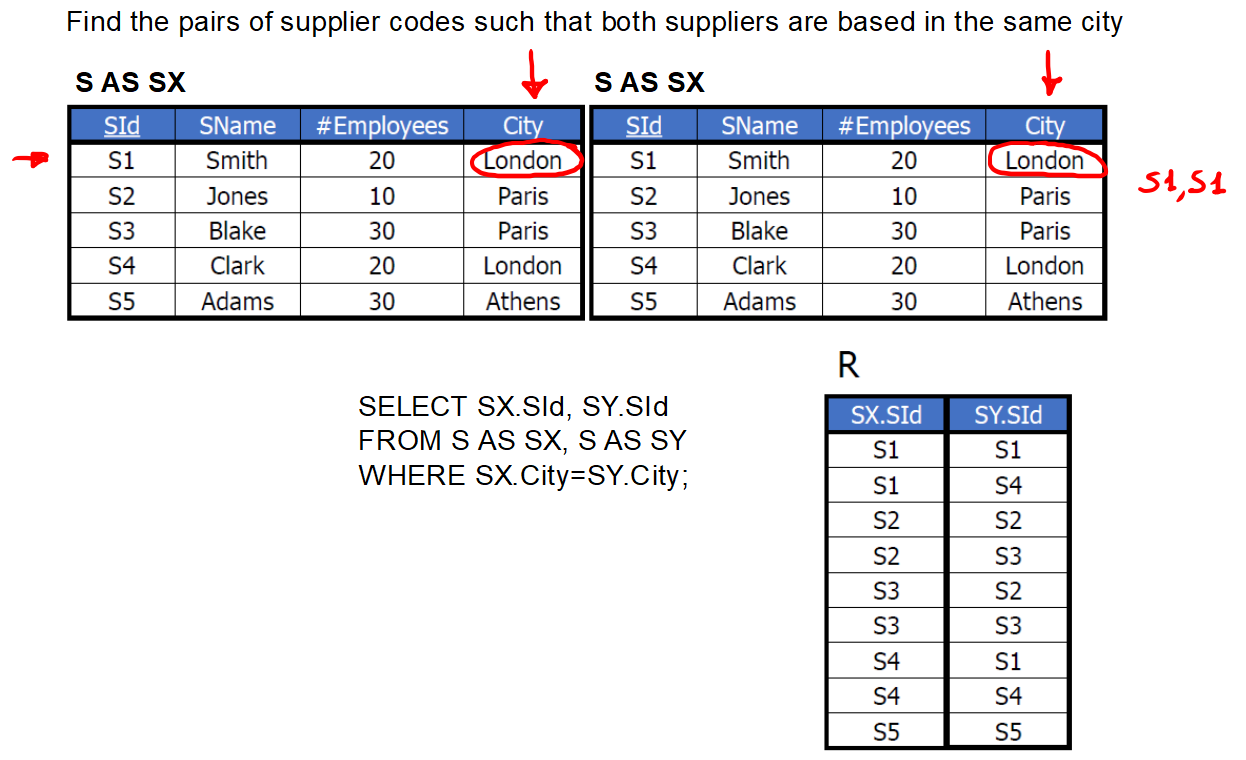 Find the pairs of supplier codes such that both suppliers are based in the same city
S AS SX
S AS SX
SId SName #Employees City SId SName #Employees City
S1 Smith 20 London S1 Smith 20 London
S1,S1
S2 Jones 10 Paris S2 Jones 10 Paris
S3 Blake 30 Paris S3 Blake 30 Paris
S4 Clark 20 London S4 Clark 20 London
S5 Adams 30 Athens S5 Adams 30 Athens
SELECT SX.SId, SY.SId
FROM S AS SX, S AS SY
WHERE SX.City=SY.City;
R
SX.SId SY.SId
S1 S1
S1 S4
S2 S2
S2 S3
S3 S2
S3 S3
S4 S1
S4 S4
S5 S5